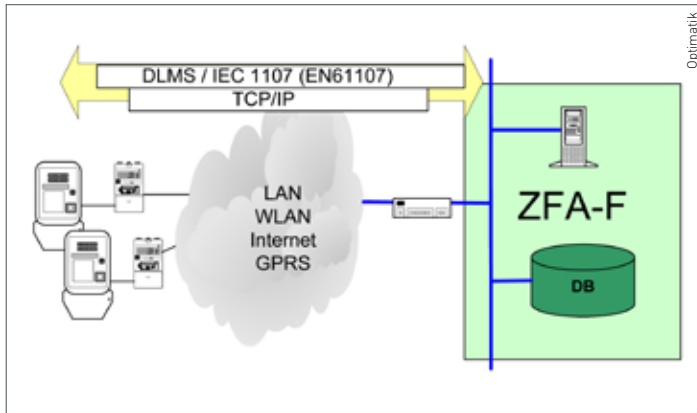 Optimatik
DLMS / IEC 1107 (EN61107)
TCP/IP
LAN
WLAN
Internet
GPRS
ZFA-F
DB